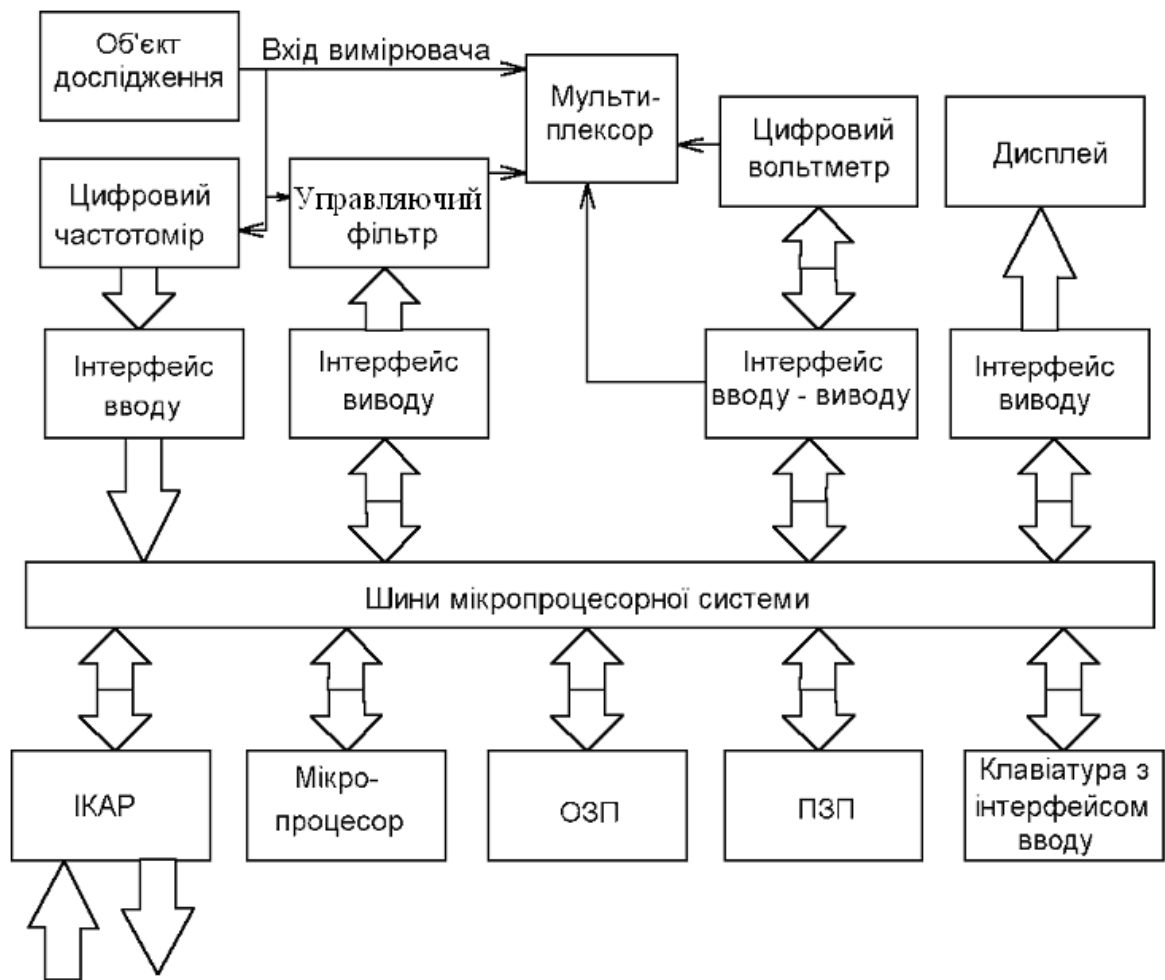 Об'єкт
дослідження
Вхід вимірювача
Мульти-
плексор
Цифровий
вольтметр
Дисплей
Цифровий
частотомір
Управляючий
фільтр
Інтерфейс
вводу
Інтерфейс
виводу
Інтерфейс
вводу - виводу
Інтерфейс
виводу
Шини мікропроцесорної системи
ІКАР
Мікро-
процесор
ОЗП
ПЗП
Клавіатура з
інтерфейсом
вводу